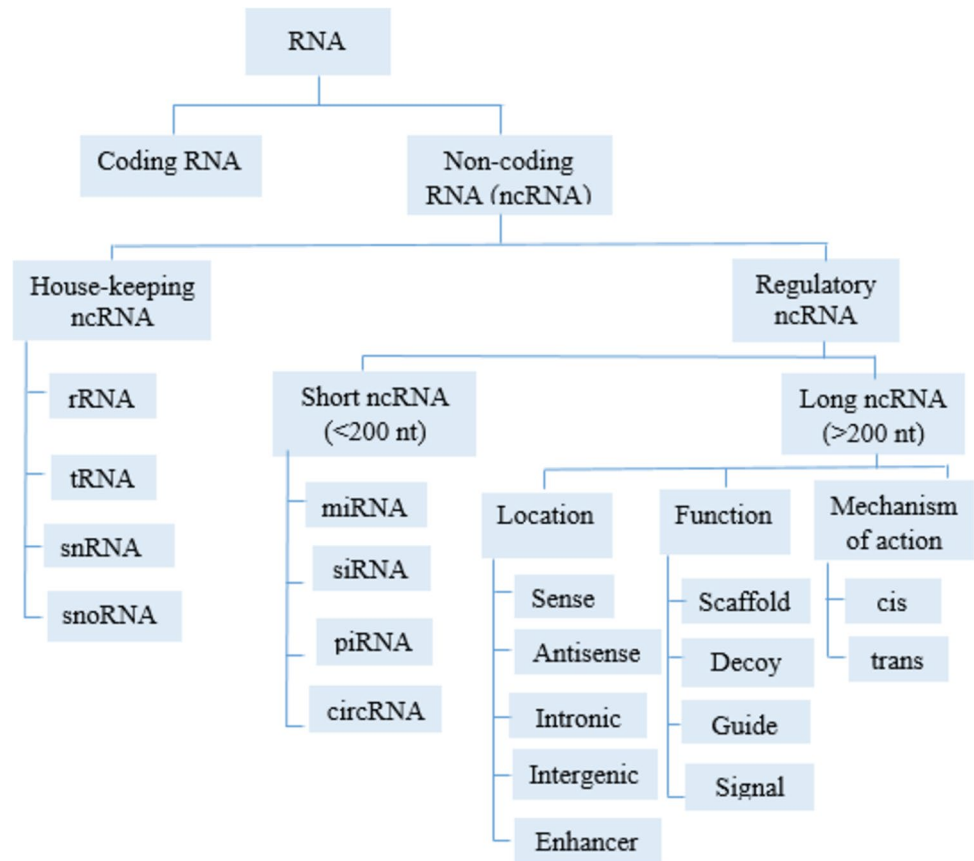 RNA
Coding RNA
Non-coding
RNA (ncRNA)
House-keeping
ncRNA
rRNA
tRNA
snRNA
snoRNA
Regulatory
ncRNA
Short ncRNA
(<200 nt)
miRNA
siRNA
piRNA
circRNA
Long ncRNA
(>200 nt)
Location
Sense
Antisense
Intronic
Intergenic
Enhancer
Function
Scaffold
Decoy
Guide
Signal
Mechanism
of action
cis
trans